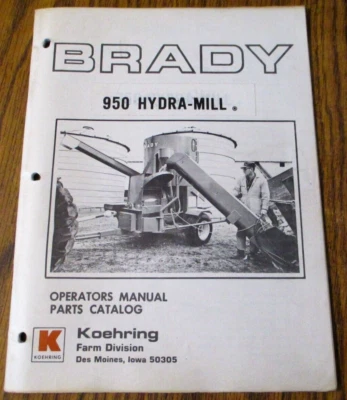 BRADY
950 HYDRA-MILL ®
OPERATORS MANUAL
PARTS CATALOG
K
KOEHRING
Koehring
Farm Division
Des Moines, Iowa 50305